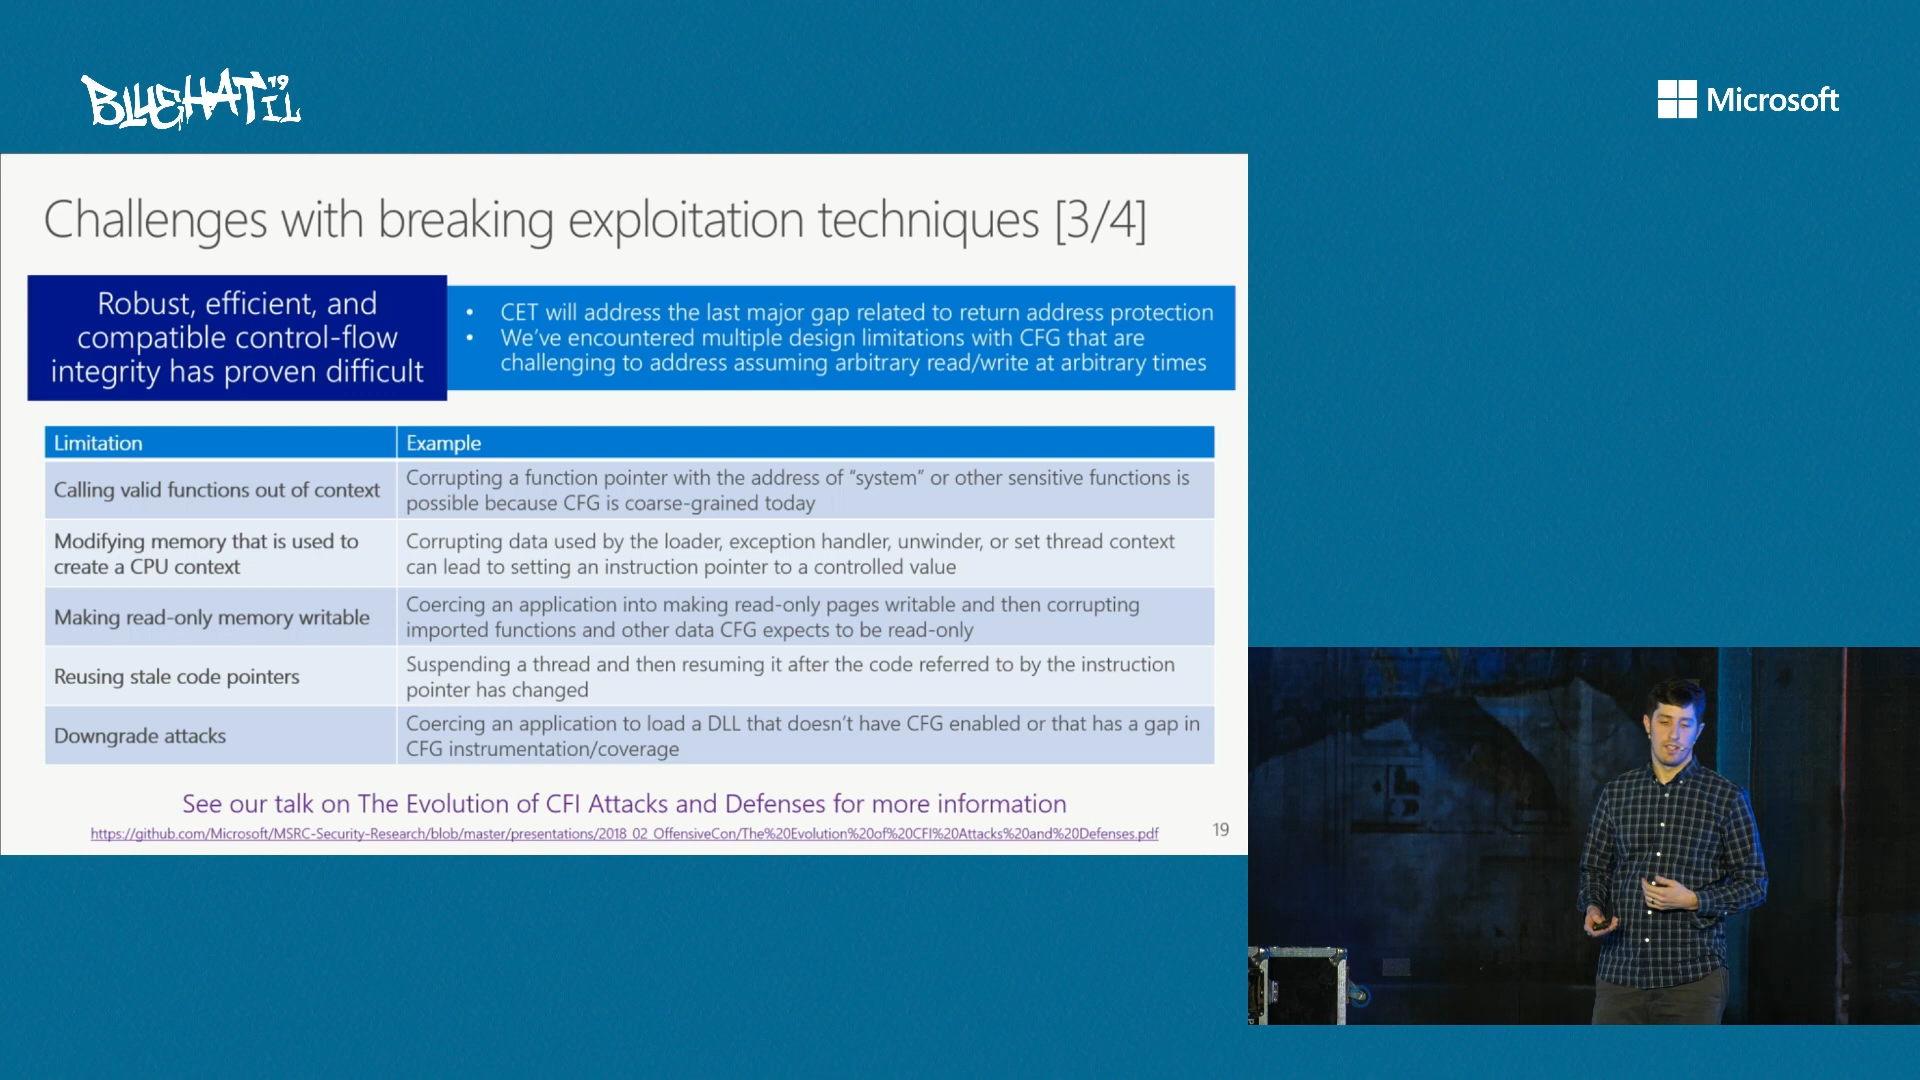 BLUEHAT IL 19
Microsoft
Challenges with breaking exploitation techniques [3/4]
Robust, efficient, and
compatible control-flow
integrity has proven difficult
• CET will address the last major gap related to return address protection
• We've encountered multiple design limitations with CFG that are
challenging to address assuming arbitrary read/write at arbitrary times
Limitation
Example
Calling valid functions out of context
Corrupting a function pointer with the address of “system” or other sensitive functions is
possible because CFG is coarse-grained today
Modifying memory that is used to
create a CPU context
Corrupting data used by the loader, exception handler, unwinder, or set thread context
can lead to setting an instruction pointer to a controlled value
Making read-only memory writable
Coercing an application into making read-only pages writable and then corrupting
imported functions and other data CFG expects to be read-only
Reusing stale code pointers
Suspending a thread and then resuming it after the code referred to by the instruction
pointer has changed
Downgrade attacks
Coercing an application to load a DLL that doesn't have CFG enabled or that has a gap in
CFG instrumentation/coverage
See our talk on The Evolution of CFI Attacks and Defenses for more information
https://github.com/Microsoft/MSRC-Security-Research/blob/master/presentations/2018_02_OffensiveCon/The%20Evolution%20of%20CFI%20Attacks%20and%20Defenses.pdf
19